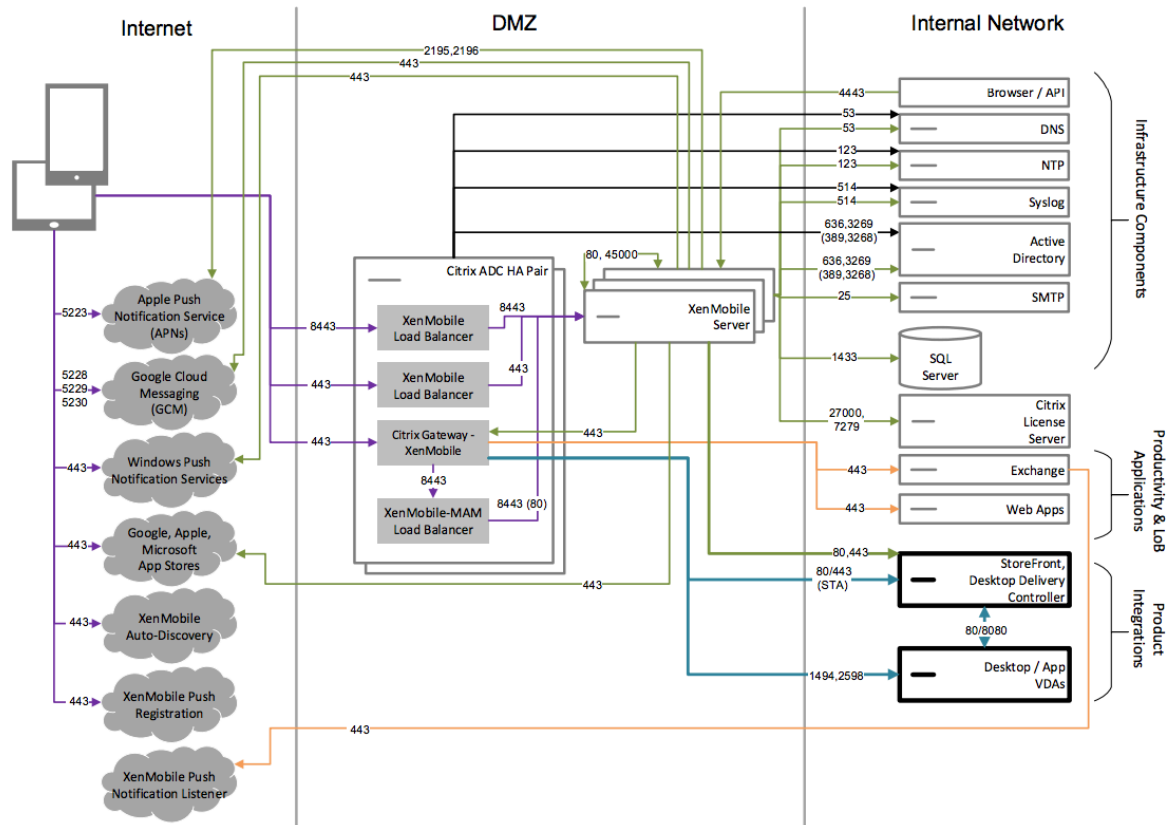 Internet
DMZ
Internal Network
2195,2196
443
443
4443
Browser / API
53
53
DNS
123
123
NTP
514
514
Syslog
636,3269
(389,3268)
636,3269
(389,3268)
Active
Directory
25
SMTP
1433
SQL
Server
27000,
7279
Citrix
License
Server
Infrastructure Components
80, 45000
XenMobile
Server
Citrix ADC HA Pair
XenMobile
Load Balancer
8443
8443
XenMobile
Load Balancer
443
443
Citrix Gateway -
XenMobile
443
443
8443
XenMobile-MAM
Load Balancer
8443 (80)
5223
Apple Push
Notification Service
(APNs)
5228
5229
5230
Google Cloud
Messaging
(GCM)
443
Windows Push
Notification Services
443
Google, Apple,
Microsoft
App Stores
443
443
XenMobile
Auto-Discovery
443
XenMobile Push
Registration
443
XenMobile Push
Notification Listener
443
Exchange
443
Web Apps
Productivity & LoB
Applications
80,443
80/443
(STA)
StoreFront,
Desktop Delivery
Controller
80/8080
1494,2598
Desktop / App
VDAs
Product
Integrations